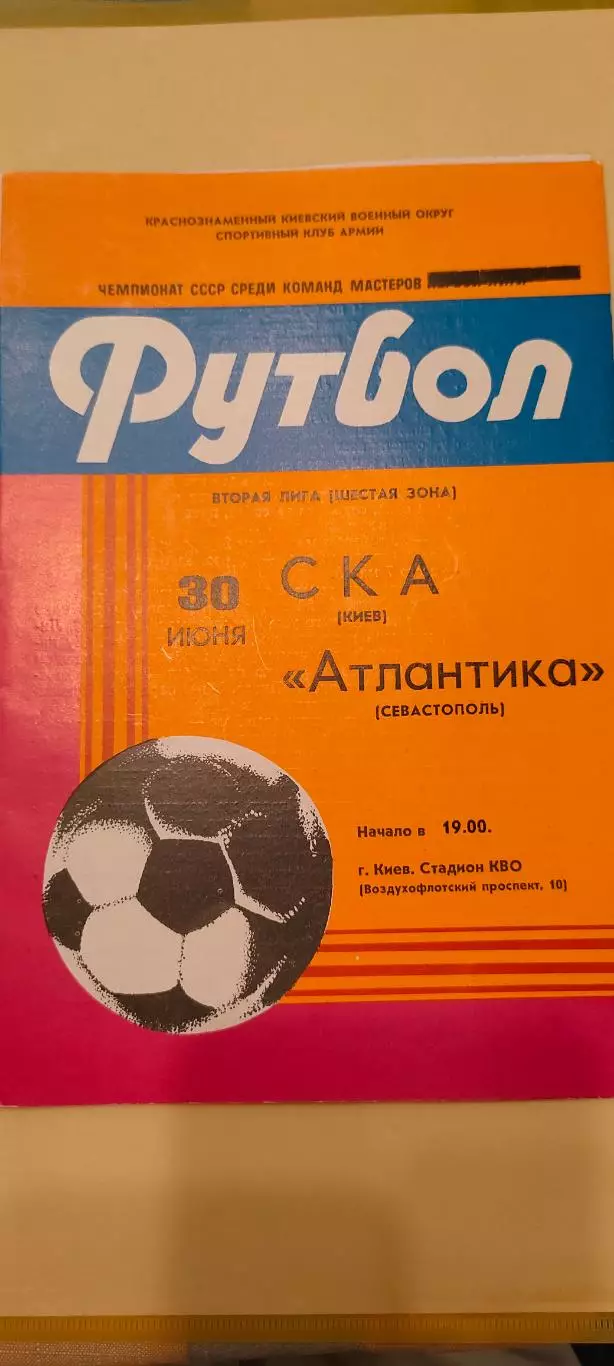 КРАСНОЗНАМЕННЫЙ КИЕВСКИЙ ВОЕННЫЙ ОКРУГ
СПОРТИВНЫЙ КЛУБ АРМИИ
ЧЕМПИОНАТ СССР СРЕДИ КОМАНД МАСТЕРОВ
Футбол
ВТОРАЯ ЛИГА (ШЕСТАЯ ЗОНА)
30
ИЮНЯ
СКА
(КИЕВ)
«Атлантика»
(СЕВАСТОПОЛЬ)
Начало в 19.00.
г. Киев. Стадион КВО
(Воздухофлотский проспект, 10)